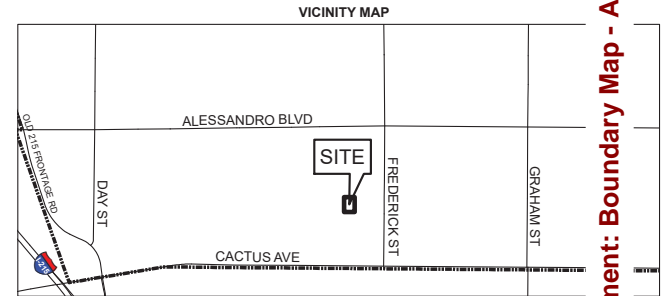 VICINITY MAP
ALESSANDRO BLVD
OLD 215 FRONTAGE RD
DAY ST
SITE
FREDERICK ST
GRAHAM ST
CACTUS AVE
nent: Boundary Map - A